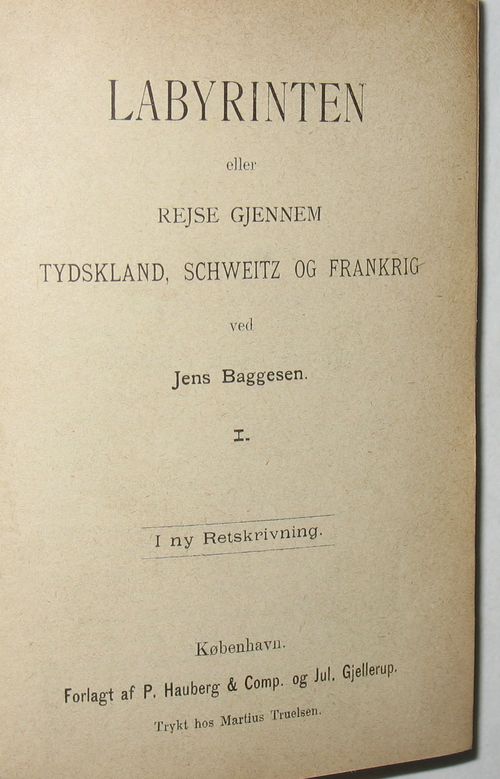 LABYRINTEN
eller
REJSE GJENNEM
TYDSKLAND, SCHWEITZ OG FRANKRIG
ved
Jens Baggesen.
I.
I ny Retskrivning.
København.
Forlagt af P. Hauberg & Comp. og Jul. Gjellerup.
Trykt hos Martius Truelsen.